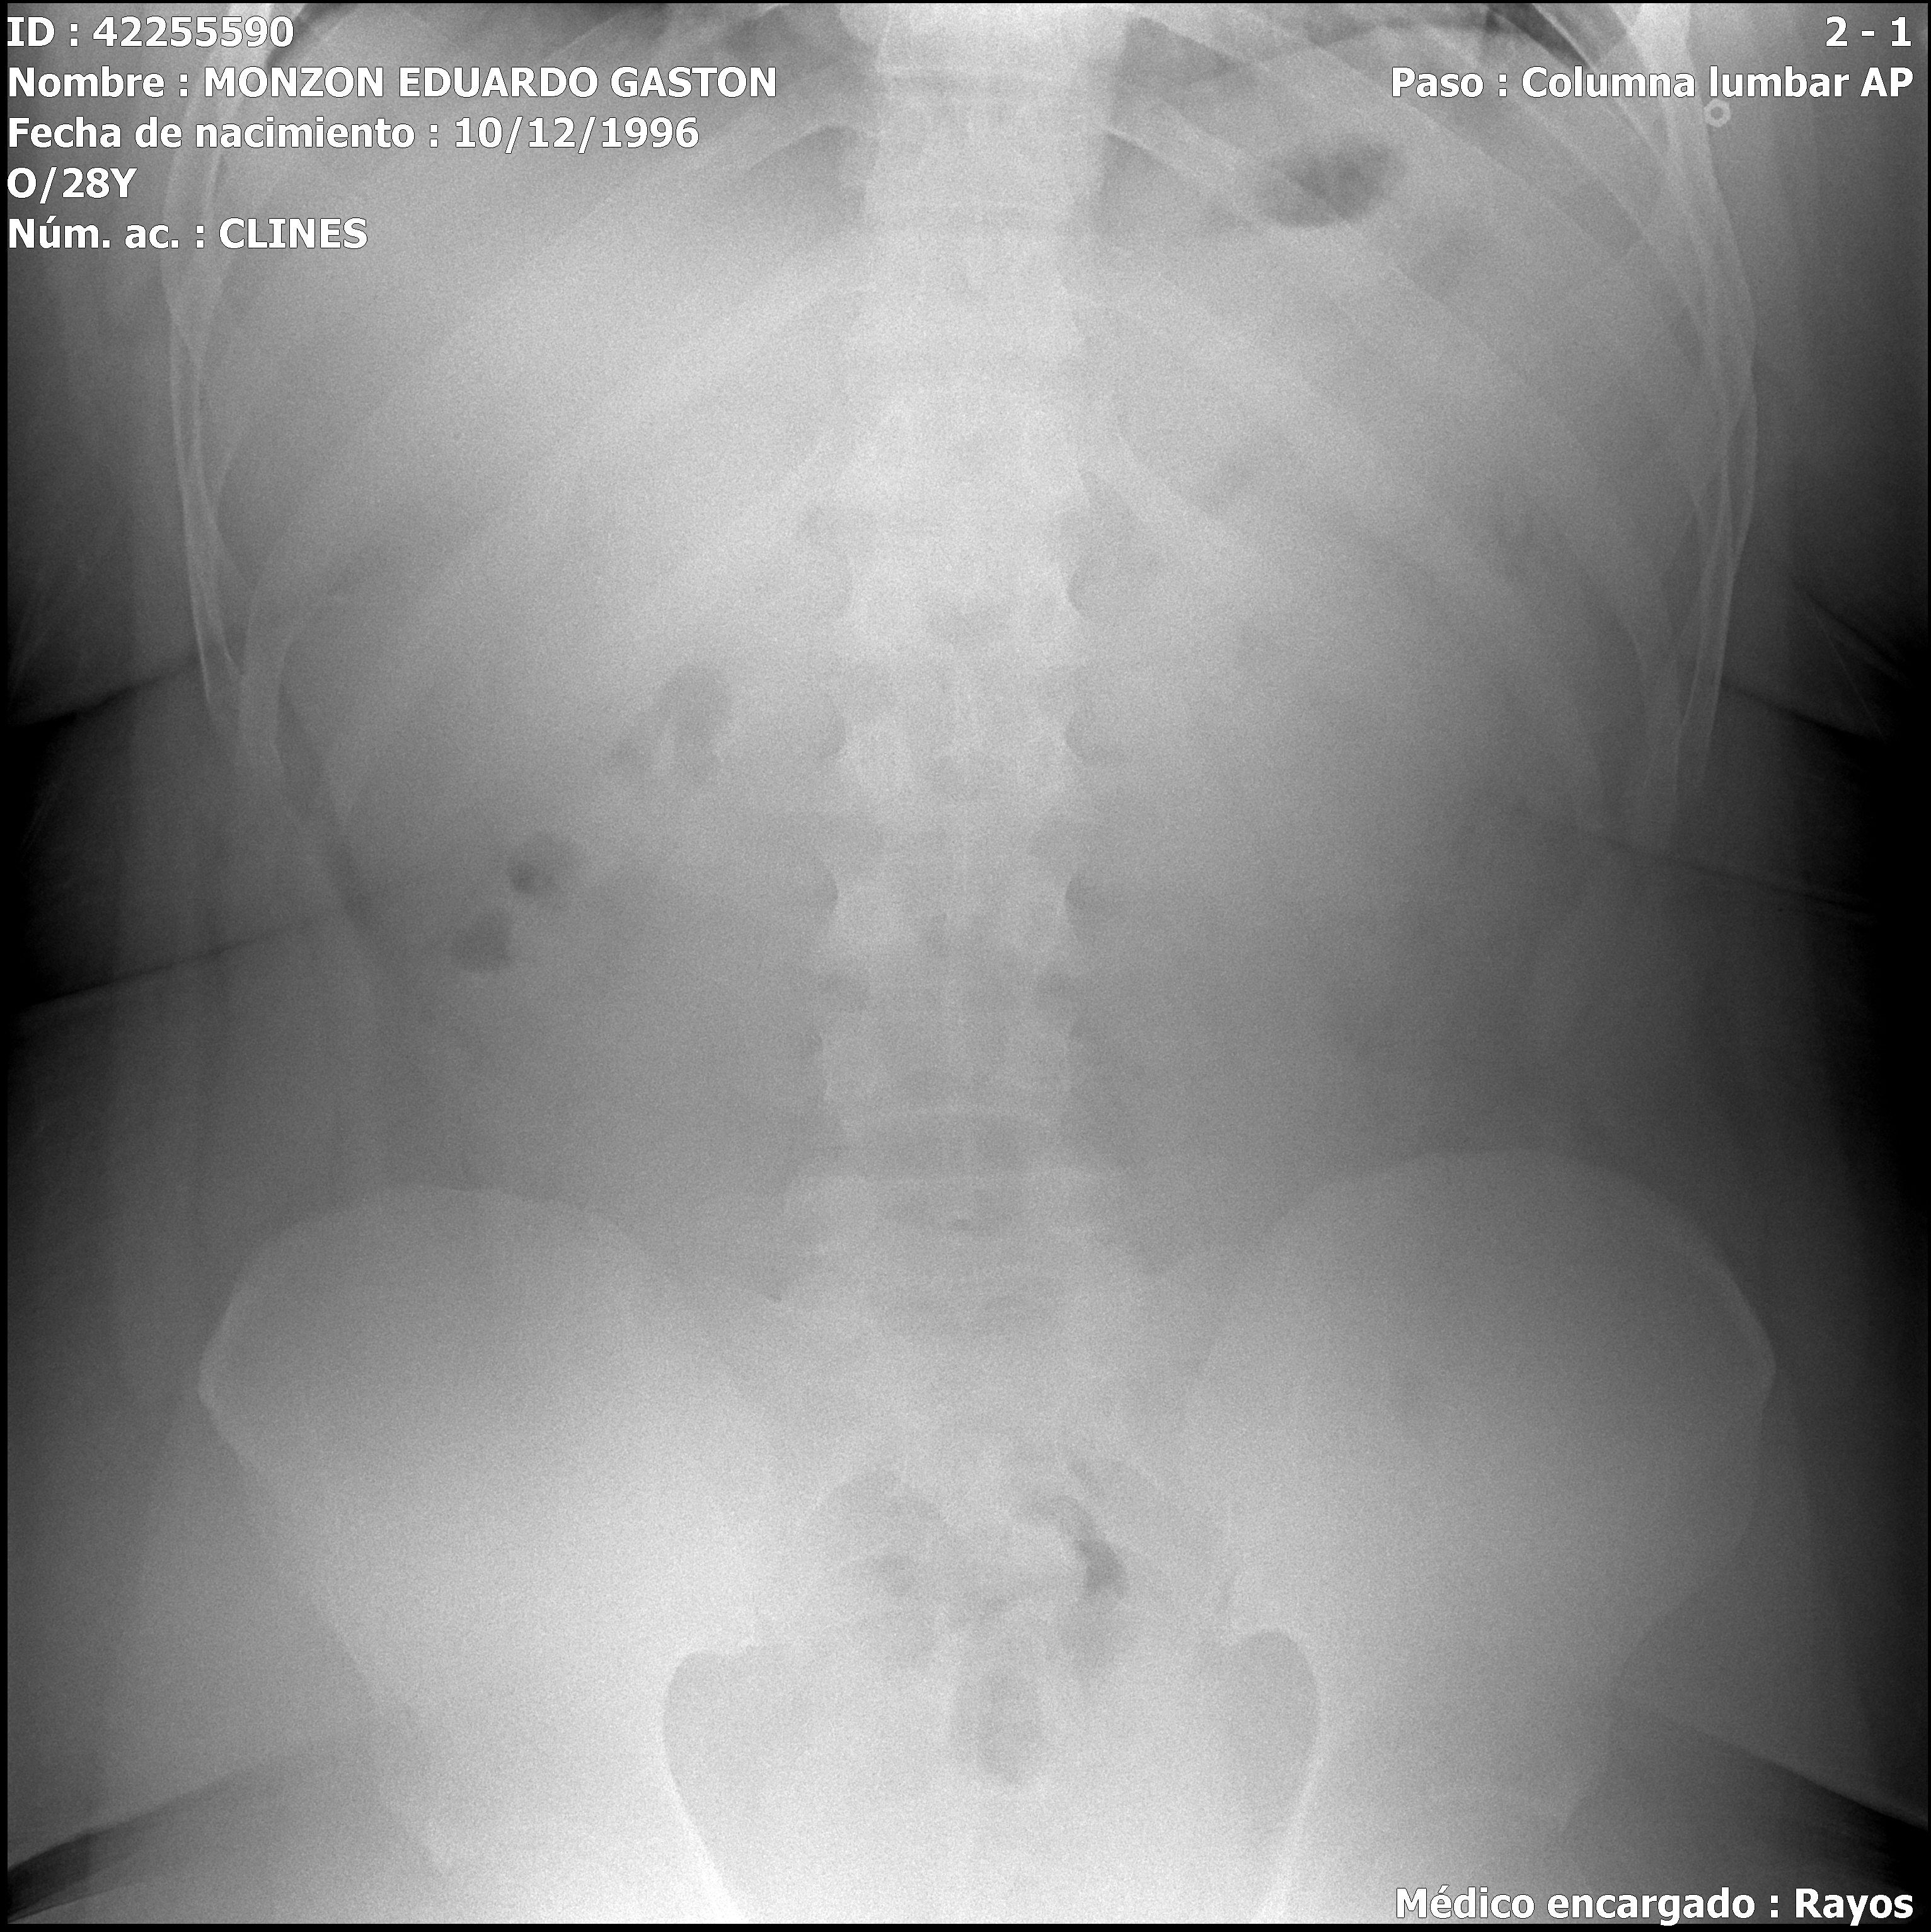 ID : 42255590
Nombre : MONZON EDUARDO GASTON
Fecha de nacimiento : 10/12/1996
O/28Y
Núm. ac. : CLINES
2 - 1
Paso : Columna lumbar AP
Médico encargado : Rayos